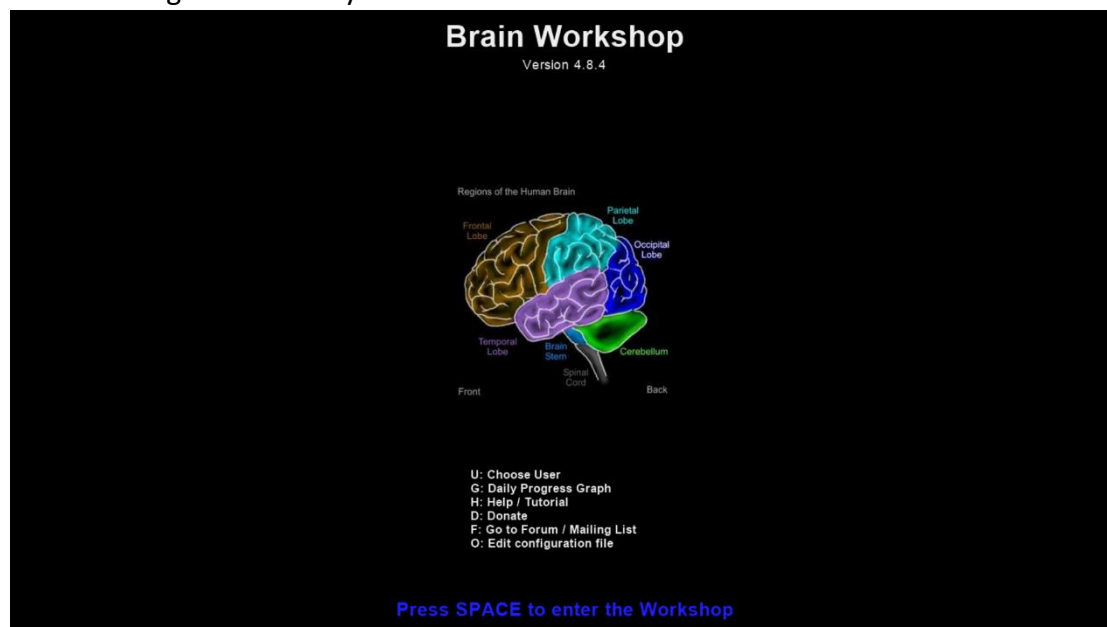 Brain Workshop
Version 4.8.4
Regions of the Human Brain
Parietal
Lobe
Frontal
Lobe
Occipital
Lobe
Temporal
Lobe
Brain
Stem
Cerebellum
Spinal
Cord
Front
Back
U: Choose User
G: Daily Progress Graph
H: Help / Tutorial
D: Donate
F: Go to Forum / Mailing List
O: Edit configuration file
Press SPACE to enter the Workshop